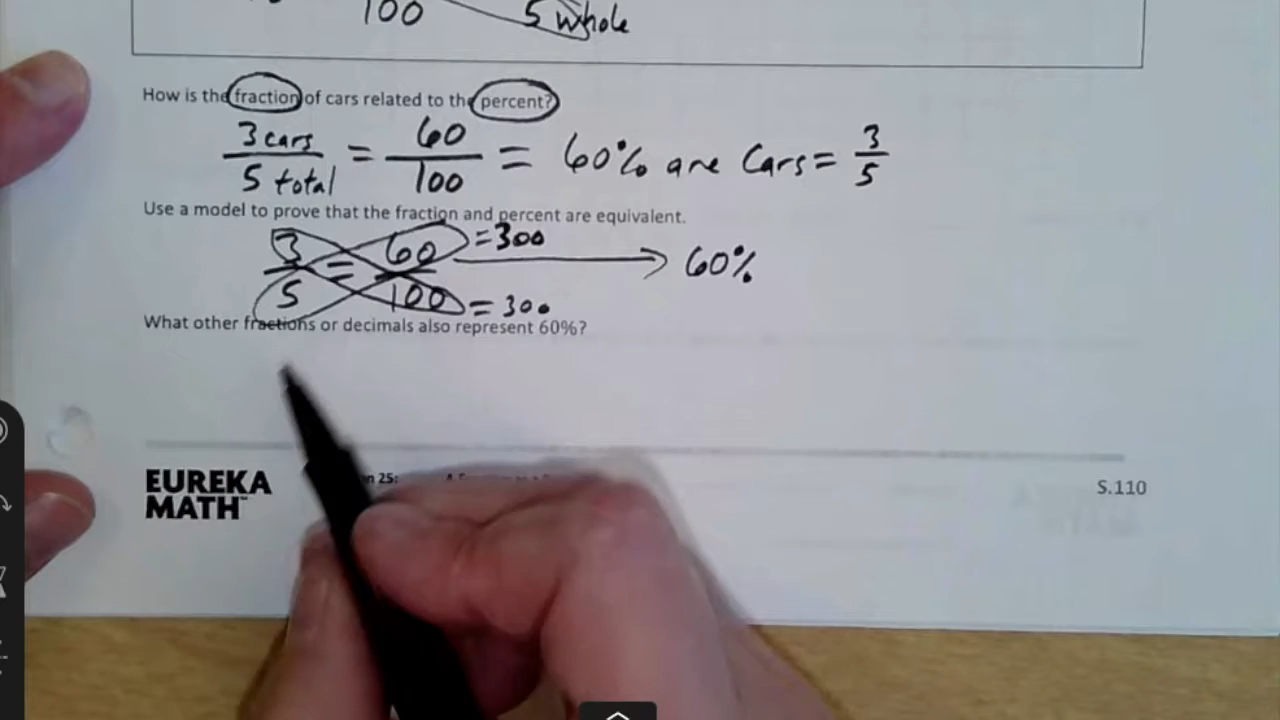 100 5 whole
How is the fraction of cars related to the percent?
3 cars / 5 total = 60 / 100 = 60% are Cars = 3 / 5
Use a model to prove that the fraction and percent are equivalent.
3 / 5 = 60 / 100 = 300 → 60%
= 300
What other fractions or decimals also represent 60%?
EUREKA
MATH
25:
S.110